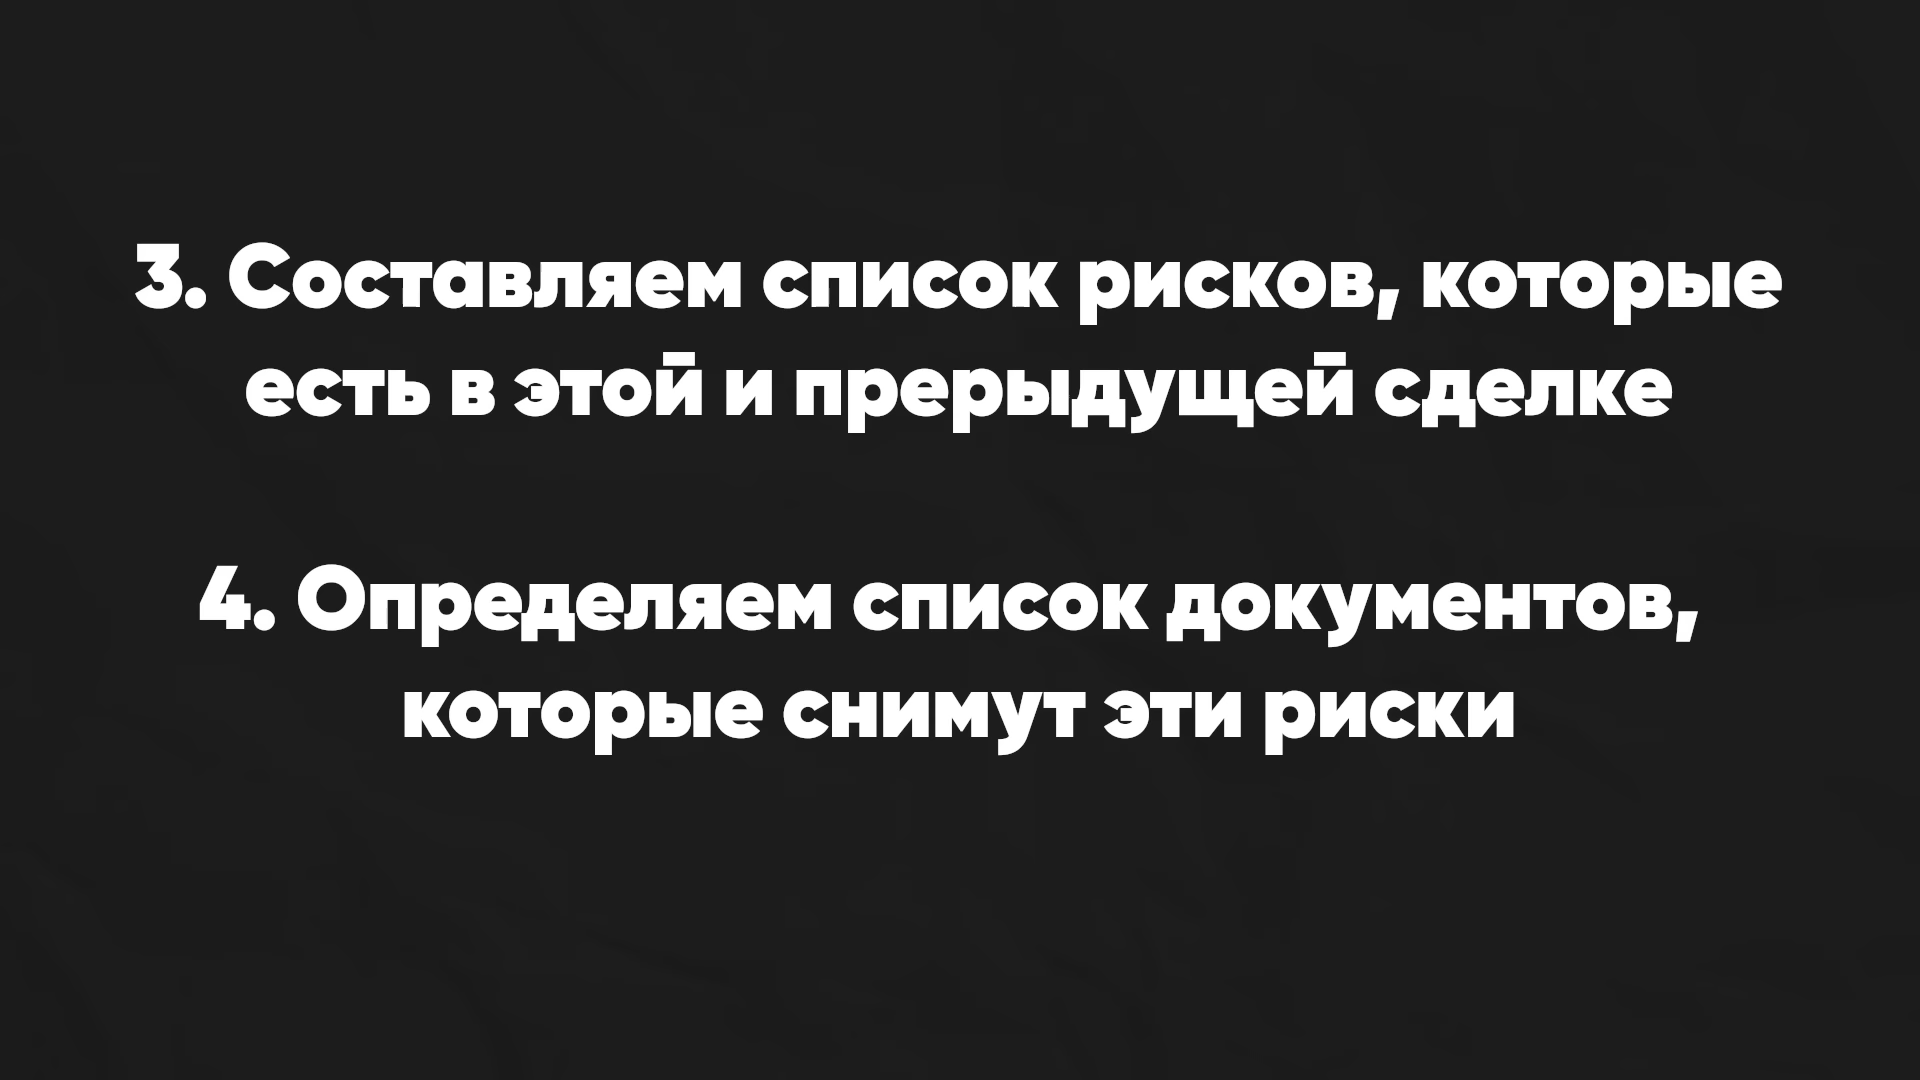 3. Составляем список рисков, которые
есть в этой и прерыдущей сделке
4. Определяем список документов,
которые снимут эти риски